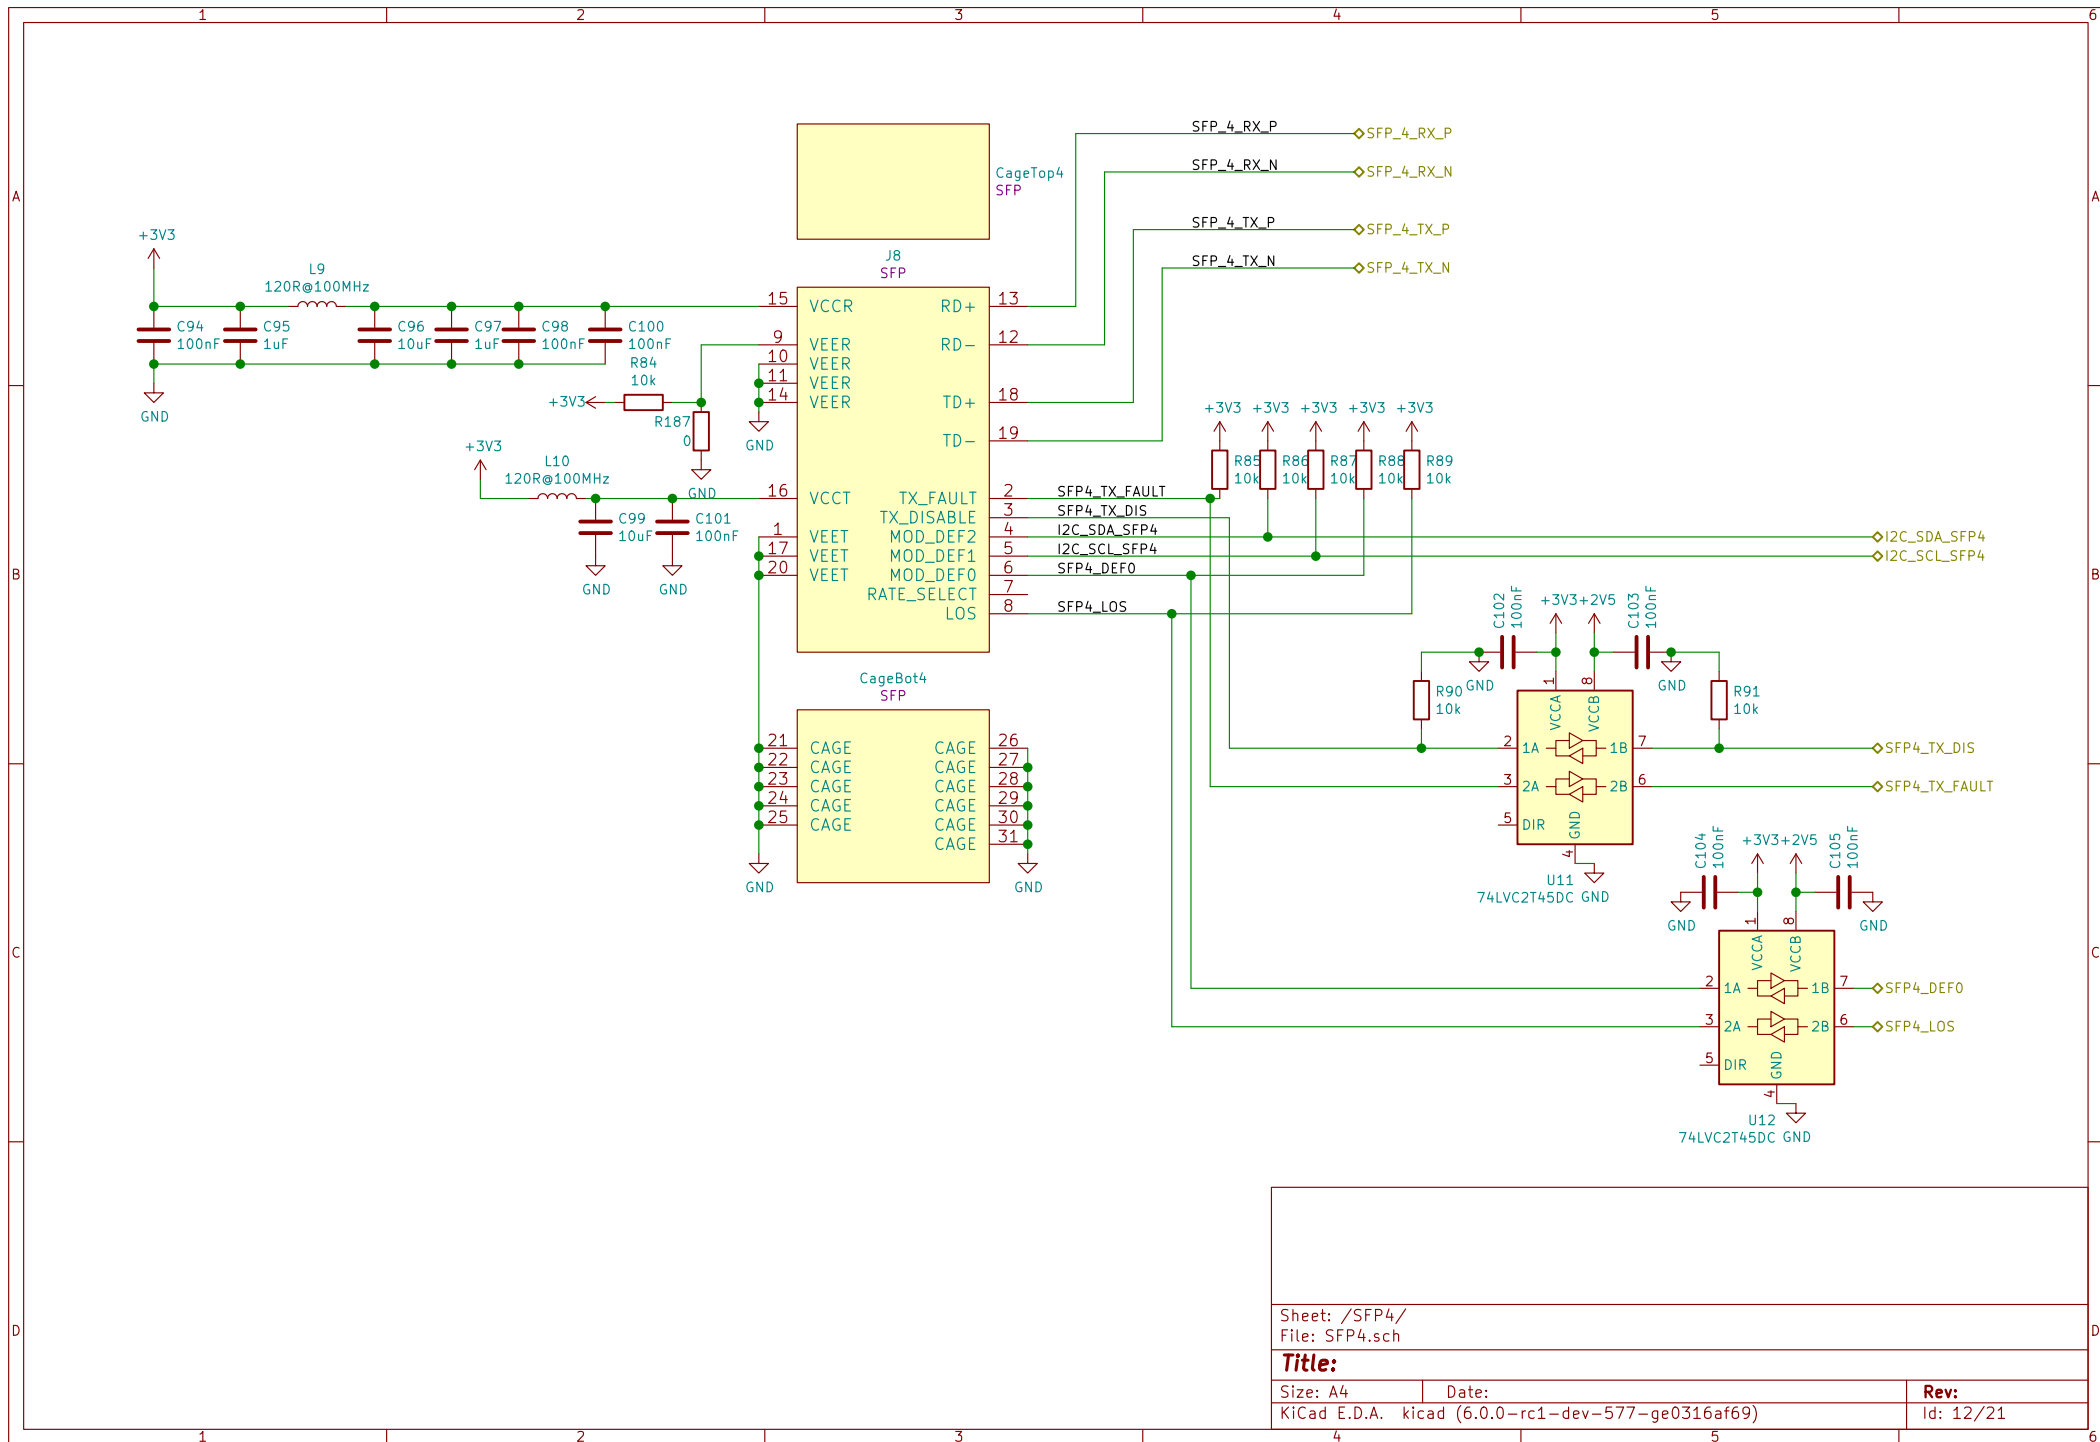 1 2 3 4 5 6
A
B
C
D
A
B
C
D
1 2 3 4 5 6
SFP_4_RX_P
SFP_4_RX_P
SFP_4_RX_N
SFP_4_RX_N
SFP_4_TX_P
SFP_4_TX_P
SFP_4_TX_N
SFP_4_TX_N
CageTop4
SFP
J8
SFP
+3V3
L9
120R@100MHz
C94
100nF
C95
1uF
C96
10uF
C97
1uF
C98
100nF
C100
100nF
GND
R84
10k
+3V3
R187
0
GND
GND
+3V3
L10
120R@100MHz
C99
10uF
C101
100nF
GND
GND
15 VCCR
9 VEER
10 VEER
11 VEER
14 VEER
16 VCCT
1 VEET
17 VEET
20 VEET
RD+ 13
RD- 12
TD+ 18
TD- 19
TX_FAULT 2
TX_DISABLE 3
MOD_DEF2 4
MOD_DEF1 5
MOD_DEF0 6
RATE_SELECT 7
LOS 8
SFP4_TX_FAULT
SFP4_TX_DIS
I2C_SDA_SFP4
I2C_SCL_SFP4
SFP4_DEF0
SFP4_LOS
+3V3 +3V3 +3V3 +3V3 +3V3
R85
10k
R86
10k
R87
10k
R88
10k
R89
10k
I2C_SDA_SFP4
I2C_SCL_SFP4
CageBot4
SFP
21 CAGE
22 CAGE
23 CAGE
24 CAGE
25 CAGE
CAGE 26
CAGE 27
CAGE 28
CAGE 29
CAGE 30
CAGE 31
GND
GND
C102
100nF
+3V3 +2V5
C103
100nF
GND
GND
R90
10k
R91
10k
1 VCCA
8 VCCB
2 1A 1B 7
3 2A 2B 6
5 DIR
GND 4
U11
74LVC2T45DC
GND
SFP4_TX_DIS
SFP4_TX_FAULT
C104
100nF
+3V3 +2V5
C105
100nF
GND
GND
1 VCCA
8 VCCB
2 1A 1B 7
3 2A 2B 6
5 DIR
GND 4
U12
74LVC2T45DC
GND
SFP4_DEF0
SFP4_LOS
Sheet: /SFP4/
File: SFP4.sch
Title:
Size: A4 Date: Rev:
KiCad E.D.A. kicad (6.0.0-rc1-dev-577-ge0316af69) Id: 12/21